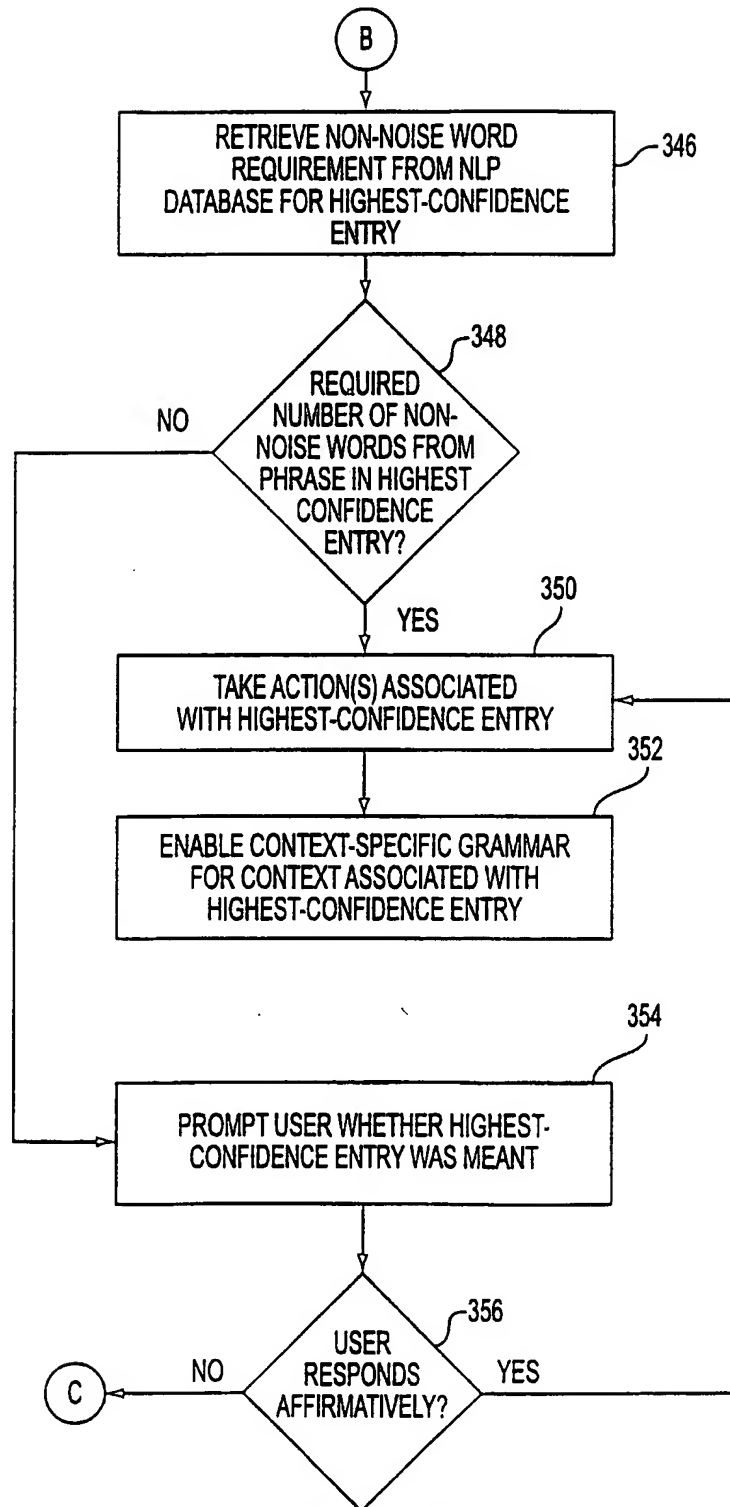 B
RETRIEVE NON-NOISE WORD
REQUIREMENT FROM NLP
DATABASE FOR HIGHEST-CONFIDENCE
ENTRY
346
348
REQUIRED
NUMBER OF NON-
NOISE WORDS FROM
PHRASE IN HIGHEST
CONFIDENCE
ENTRY?
NO
YES
350
TAKE ACTION(S) ASSOCIATED
WITH HIGHEST-CONFIDENCE ENTRY
352
ENABLE CONTEXT-SPECIFIC GRAMMAR
FOR CONTEXT ASSOCIATED WITH
HIGHEST-CONFIDENCE ENTRY
354
PROMPT USER WHETHER HIGHEST-
CONFIDENCE ENTRY WAS MEANT
356
USER
RESPONDS
AFFIRMATIVELY?
NO
YES
C